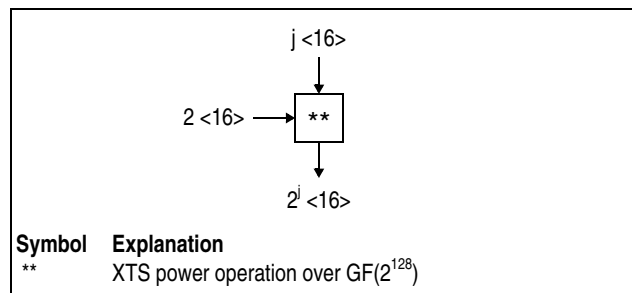 j <16>
2 <16>
**
2^j <16>
Symbol Explanation
** XTS power operation over GF(2^128)